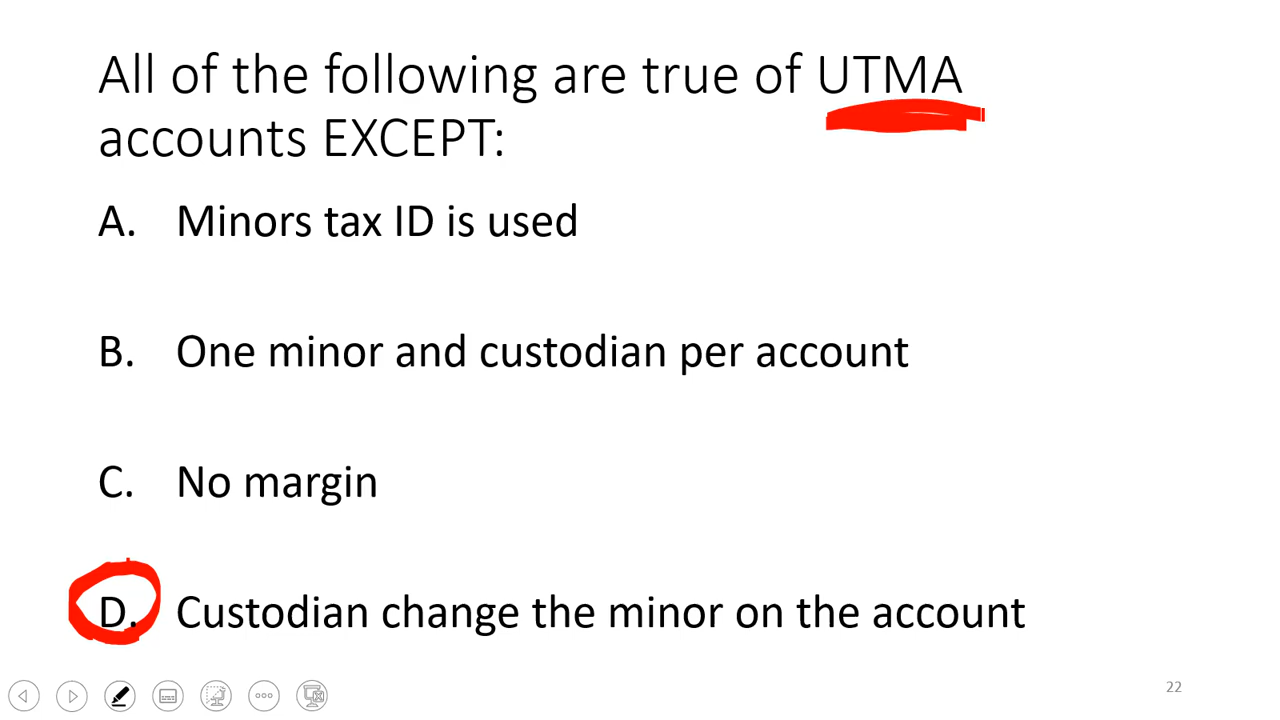 All of the following are true of UTMA
accounts EXCEPT:
A. Minors tax ID is used
B. One minor and custodian per account
C. No margin
D. Custodian change the minor on the account
22